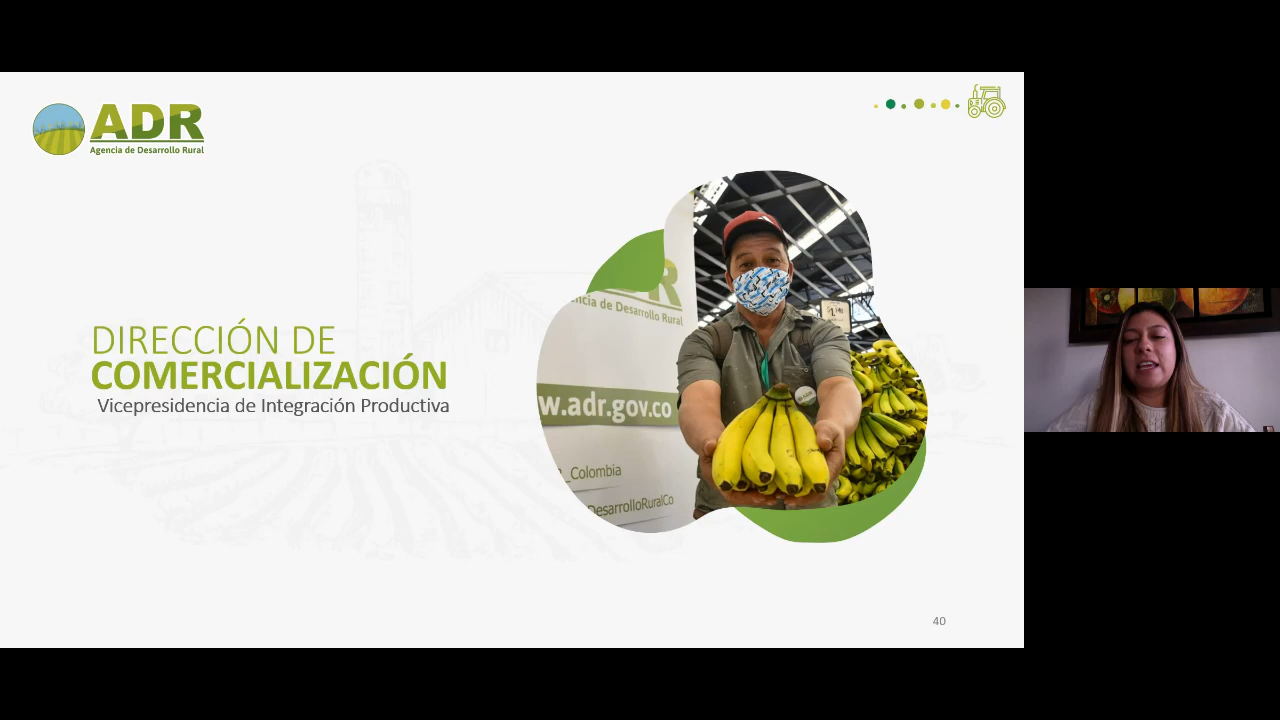 ADR
Agencia de Desarrollo Rural
DIRECCIÓN DE
COMERCIALIZACIÓN
Vicepresidencia de Integración Productiva
R
ncia de Desarrollo Rural
w.adr.gov.co
_Colombia
DesarrolloRuralCo
40